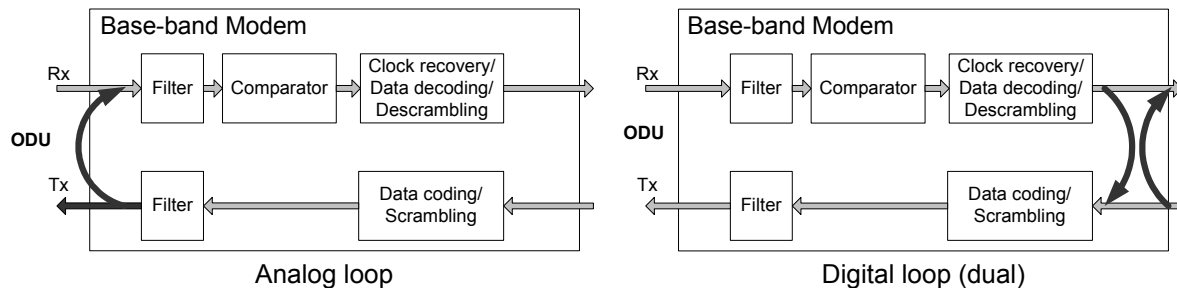 Base-band Modem
Rx
Filter
Comparator
Clock recovery/
Data decoding/
Descrambling
ODU
Tx
Filter
Data coding/
Scrambling
Analog loop
Base-band Modem
Rx
Filter
Comparator
Clock recovery/
Data decoding/
Descrambling
ODU
Tx
Filter
Data coding/
Scrambling
Digital loop (dual)